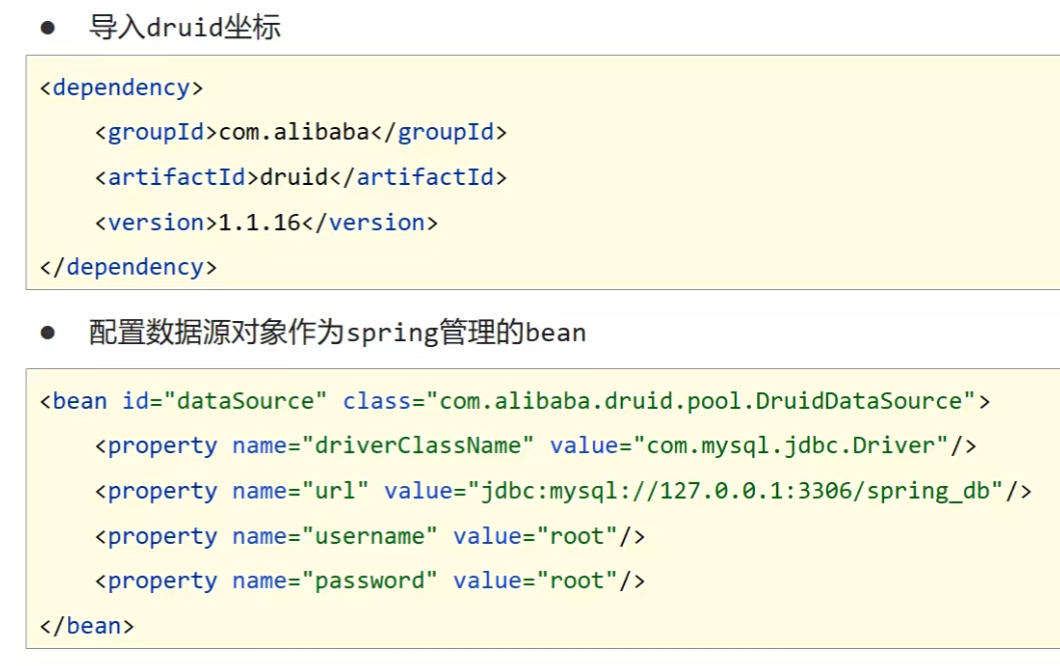 ● 导入druid坐标
<dependency>
    <groupId>com.alibaba</groupId>
    <artifactId>druid</artifactId>
    <version>1.1.16</version>
</dependency>
● 配置数据源对象作为spring管理的bean
<bean id="dataSource" class="com.alibaba.druid.pool.DruidDataSource">
    <property name="driverClassName" value="com.mysql.jdbc.Driver"/>
    <property name="url" value="jdbc:mysql://127.0.0.1:3306/spring_db"/>
    <property name="username" value="root"/>
    <property name="password" value="root"/>
</bean>